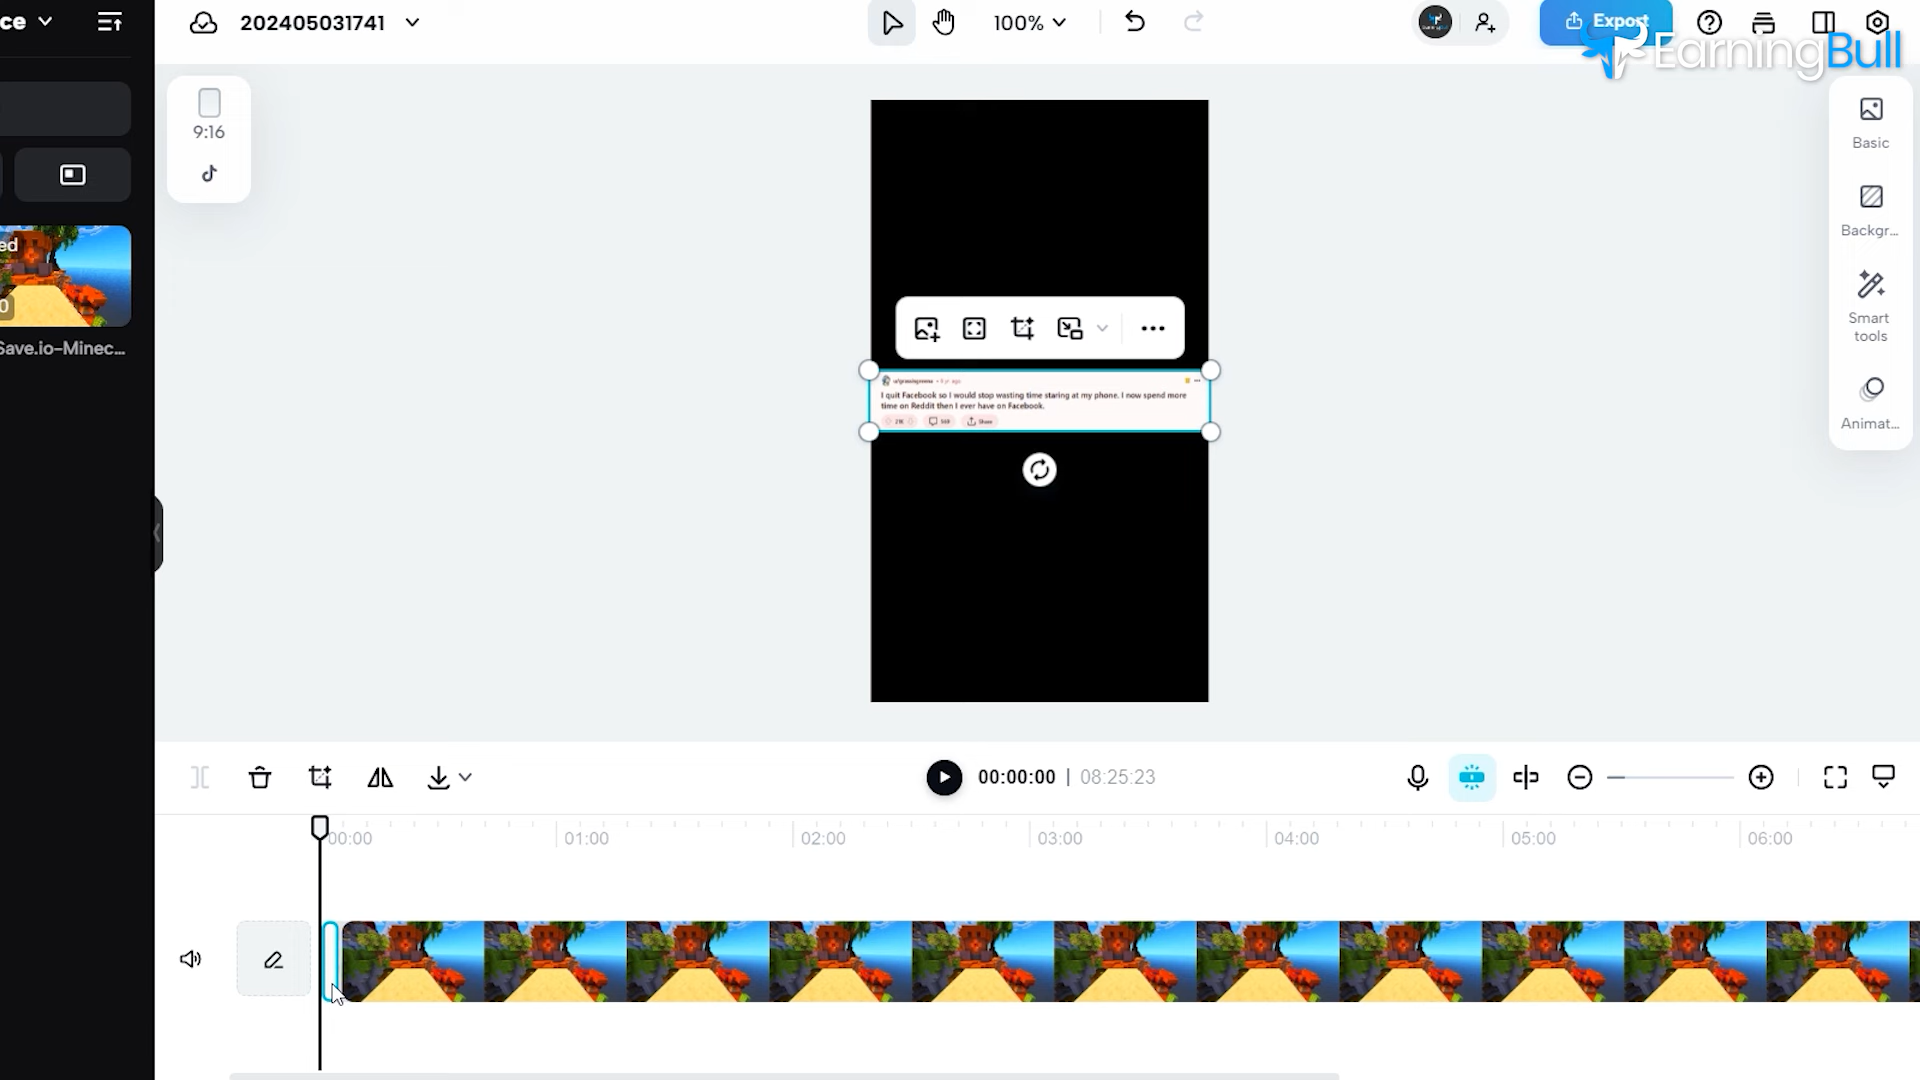 ce
202405031741
100%
Export
EarningBull
9:16
Basic
Backgr...
Smart
tools
Animat...
ed
0
Save.io-Minec...
I quit Facebook so I would stop wasting time staring at my phone. I now spend more
time on Reddit then I ever have on Facebook.
21K
Share
00:00:00 | 08:25:23
00:00
01:00
02:00
03:00
04:00
05:00
06:00